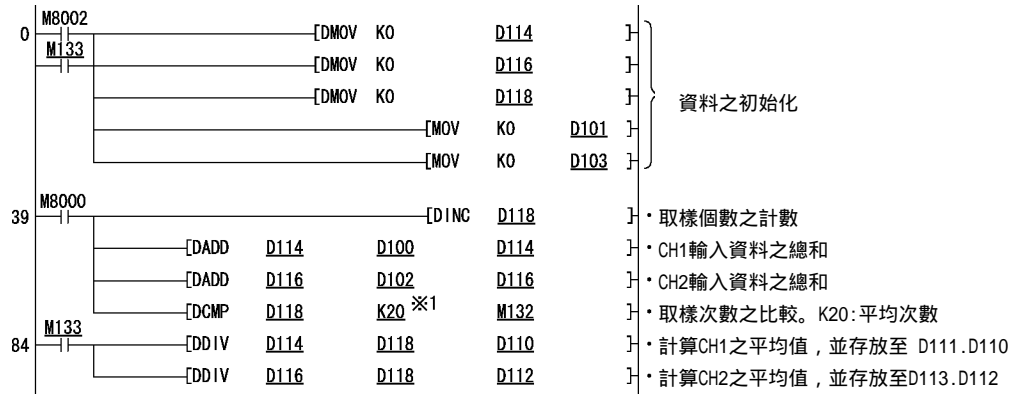 M8002
0 [DMOV K0 D114 ]
M133
[DMOV K0 D116 ]
[DMOV K0 D118 ]
資料之初始化
[MOV K0 D101 ]
[MOV K0 D103 ]
M8000
39 [DINC D118 ] ・取樣個數之計數
[DADD D114 D100 D114 ] ・CH1輸入資料之總和
[DADD D116 D102 D116 ] ・CH2輸入資料之總和
[DCMP D118 K20 ※1 M132 ] ・取樣次數之比較。K20:平均次數
M133
84 [DDIV D114 D118 D110 ] ・計算CH1之平均值，並存放至 D111.D110
[DDIV D116 D118 D112 ] ・計算CH2之平均值，並存放至D113.D112